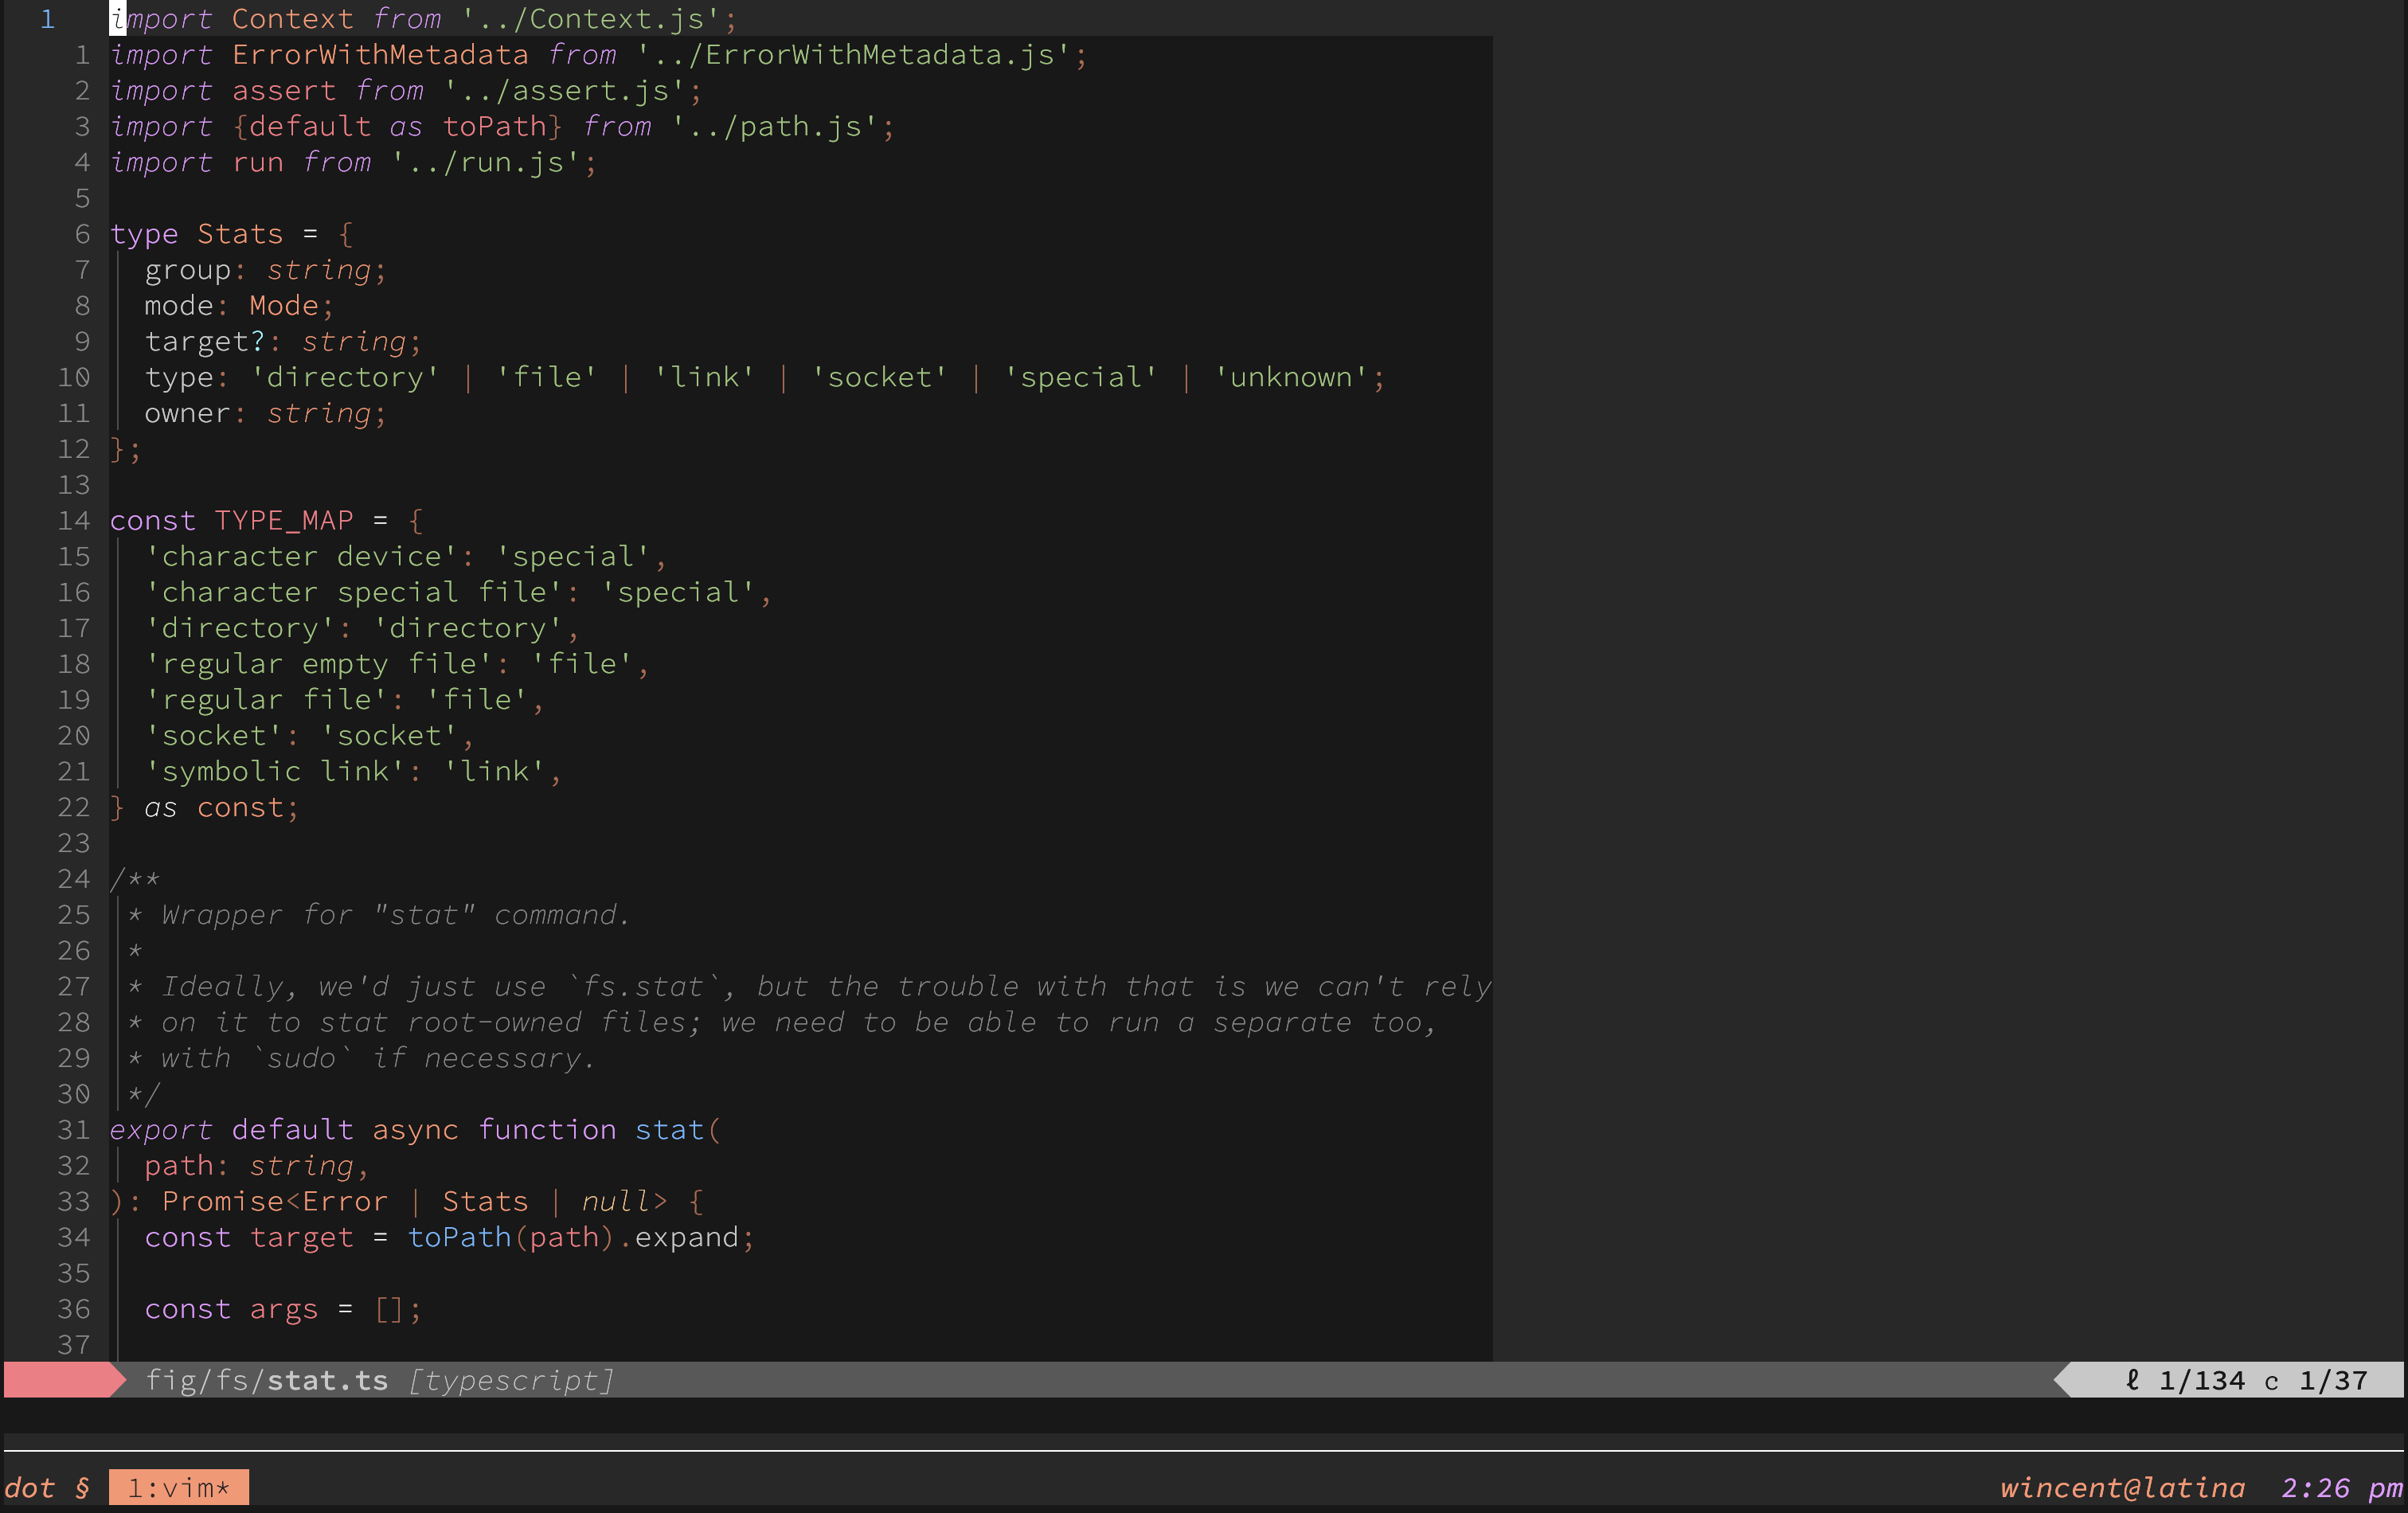 1 import Context from '../Context.js';
1 import ErrorWithMetadata from '../ErrorWithMetadata.js';
2 import assert from '../assert.js';
3 import {default as toPath} from '../path.js';
4 import run from '../run.js';
5
6 type Stats = {
7   group: string;
8   mode: Mode;
9   target?: string;
10   type: 'directory' | 'file' | 'link' | 'socket' | 'special' | 'unknown';
11   owner: string;
12 };
13
14 const TYPE_MAP = {
15   'character device': 'special',
16   'character special file': 'special',
17   'directory': 'directory',
18   'regular empty file': 'file',
19   'regular file': 'file',
20   'socket': 'socket',
21   'symbolic link': 'link',
22 } as const;
23
24 /**
25  * Wrapper for "stat" command.
26  *
27  * Ideally, we'd just use `fs.stat`, but the trouble with that is we can't rely
28  * on it to stat root-owned files; we need to be able to run a separate too,
29  * with `sudo` if necessary.
30  */
31 export default async function stat(
32   path: string,
33 ): Promise<Error | Stats | null> {
34   const target = toPath(path).expand;
35
36   const args = [];
37
fig/fs/stat.ts [typescript] ℓ 1/134 c 1/37
dot § 1:vim* wincent@latina 2:26 pm